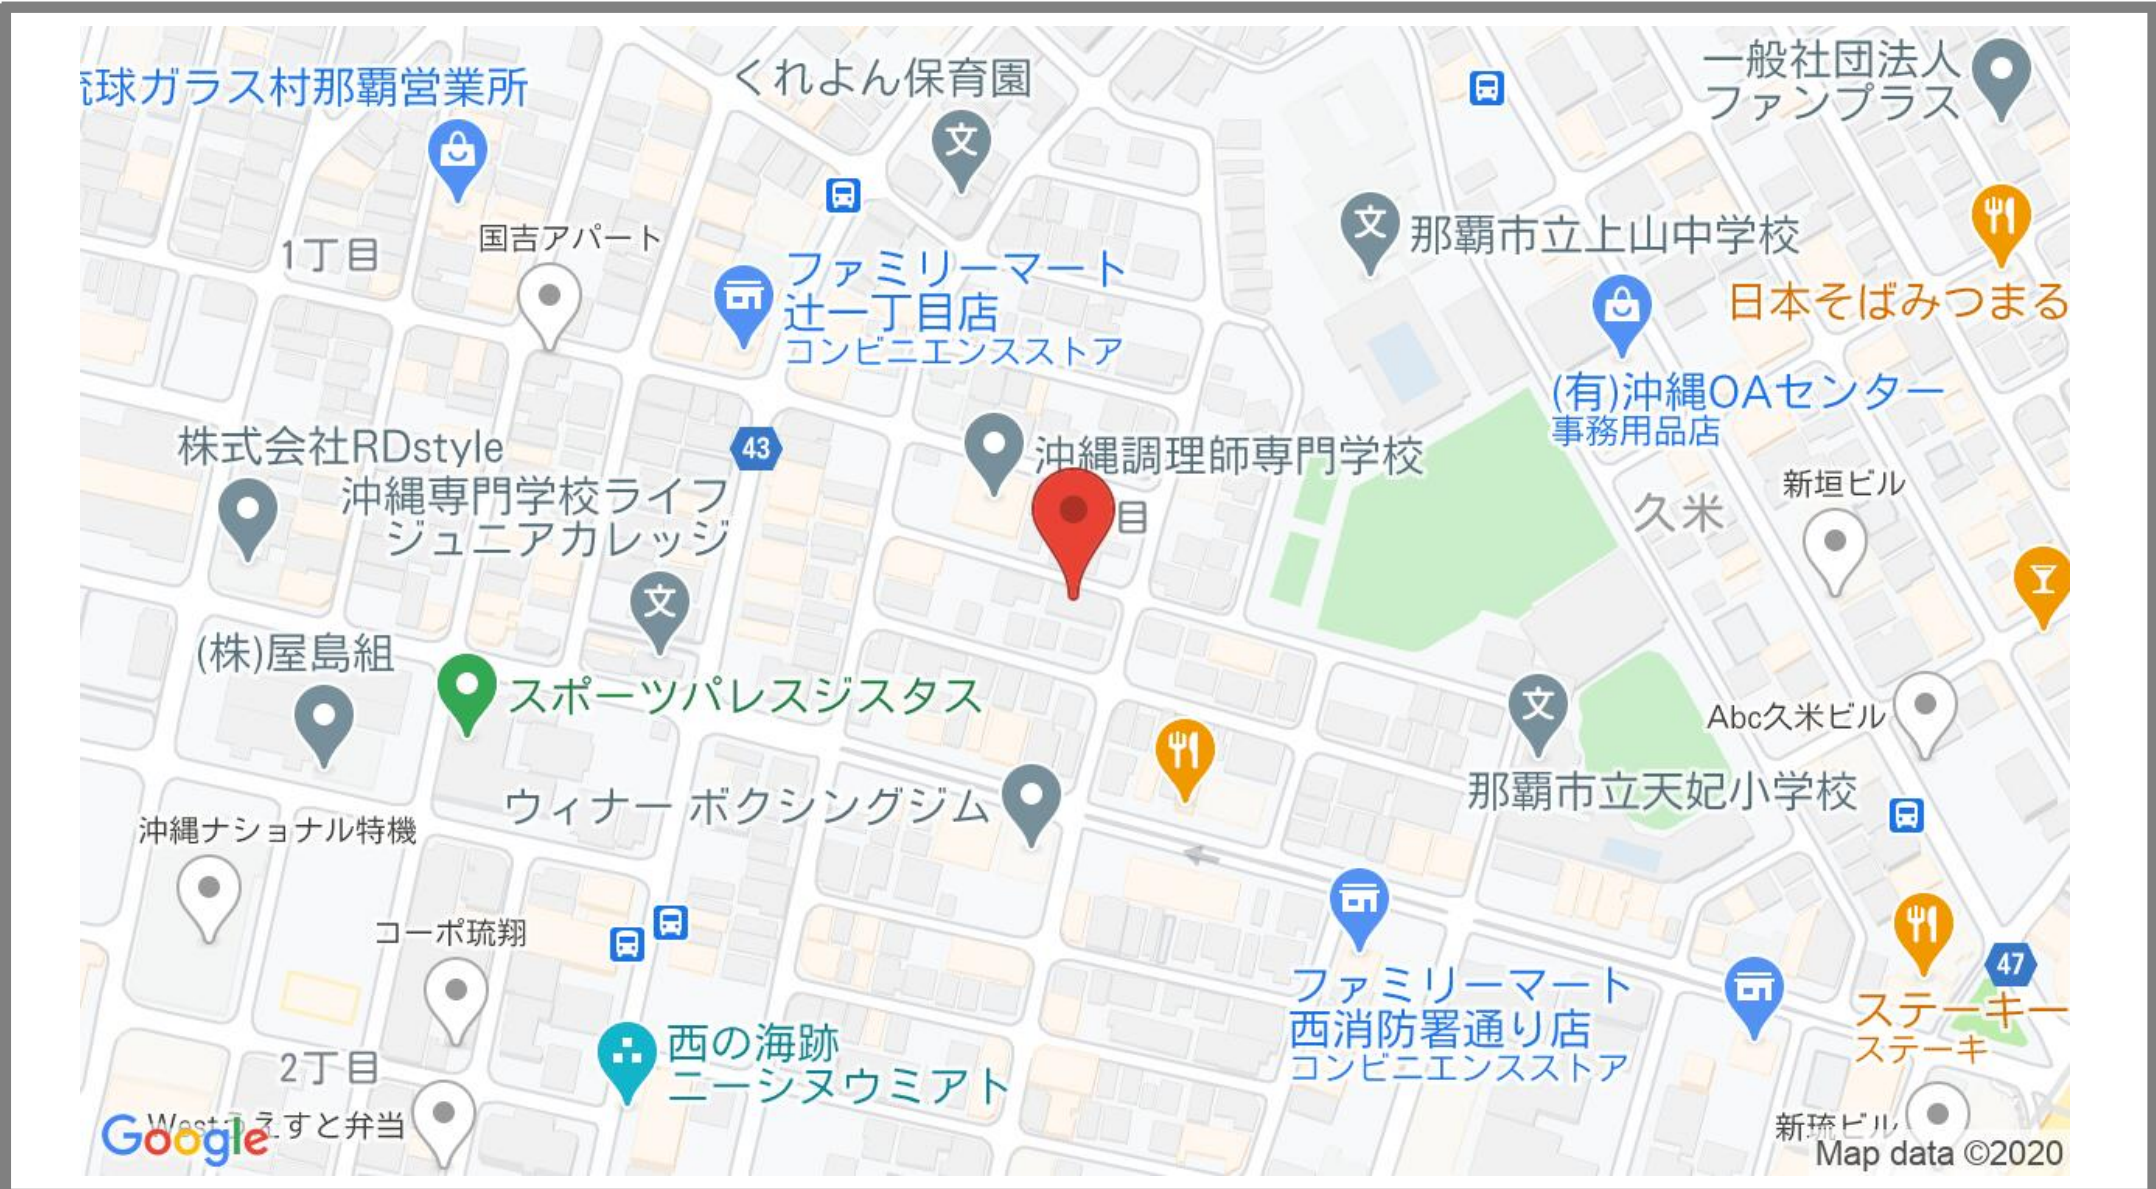 くれよん保育園
一般社団法人
ファンプラス
球ガラス村那覇営業所
文
文
那覇市立上山中学校
国吉アパート
1丁目
ファミリーマート
辻一丁目店
コンビニエンスストア
日本そばみつまる
(有)沖縄OAセンター
事務用品店
株式会社RDstyle
43
沖縄調理師専門学校
沖縄専門学校ライフ
ジュニアカレッジ
目
久米
新垣ビル
文
(株)屋島組
スポーツパレスジスタス
文
Abc久米ビル
那覇市立天妃小学校
ウィナー ボクシングジム
沖縄ナショナル特機
コーポ琉翔
47
ファミリーマート
西消防署通り店
コンビニエンスストア
ステーキー
ステーキ
西の海跡
ニーシヌウミアト
2丁目
えすと弁当
Google
新琉ビル
Map data ©2020